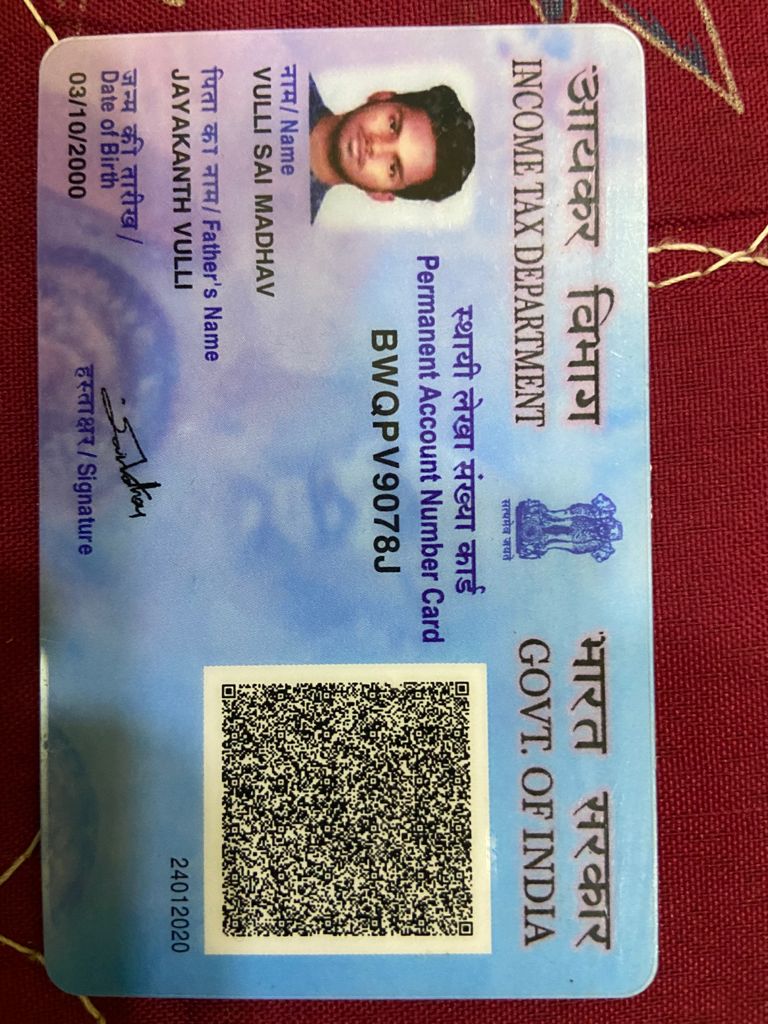 आयकर विभाग
INCOME TAX DEPARTMENT
सत्यमेव जयते
भारत सरकार
GOVT. OF INDIA
स्थायी लेखा संख्या कार्ड
Permanent Account Number Card
BWQPV9078J
नाम / Name
VULLI SAI MADHAV
पिता का नाम / Father's Name
JAYAKANTH VULLI
जन्म की तारीख /
Date of Birth
03/10/2000
हस्ताक्षर / Signature
24012020